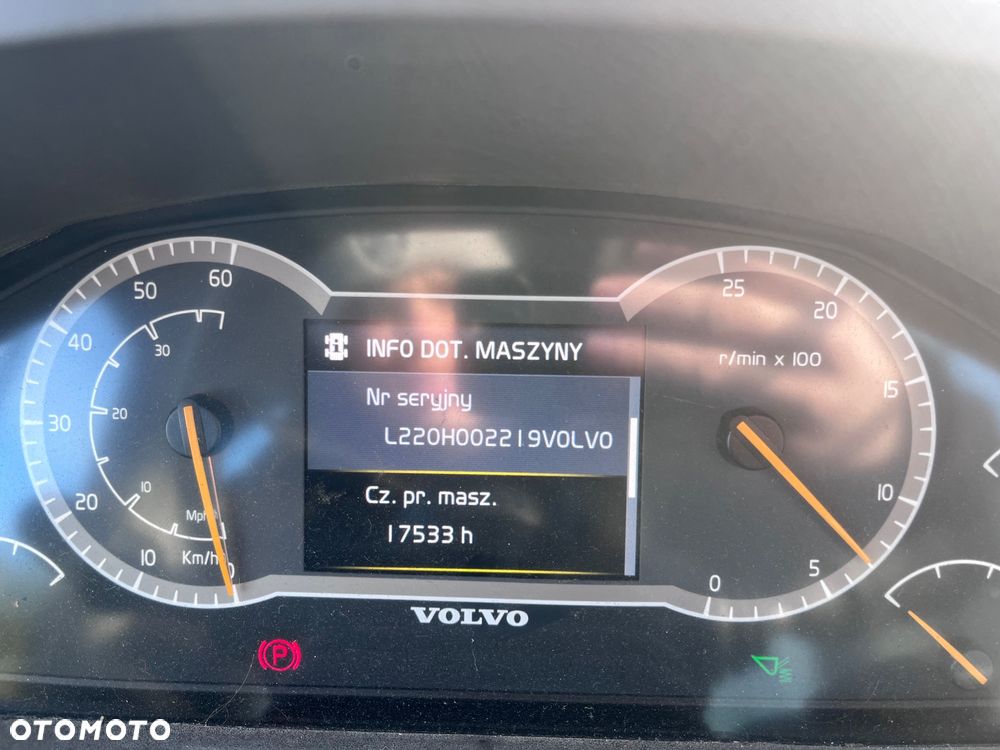 INFO DOT. MASZYNY
Nr seryjny
L220H002219VOLVO
Cz. pr. masz.
17533 h
60
50
40
30
20
10
0
30
20
10
Mph
Km/h
25
20
15
10
5
0
r/min x 100
VOLVO
P
OTOMOTO